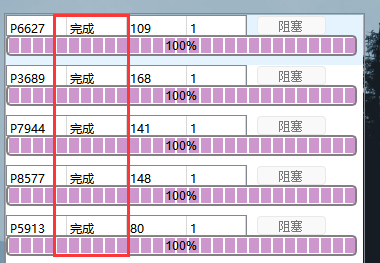 P6627 完成 109 1 阻塞
100%
P3689 完成 168 1 阻塞
100%
P7944 完成 141 1 阻塞
100%
P8577 完成 148 1 阻塞
100%
P5913 完成 80 1 阻塞
100%